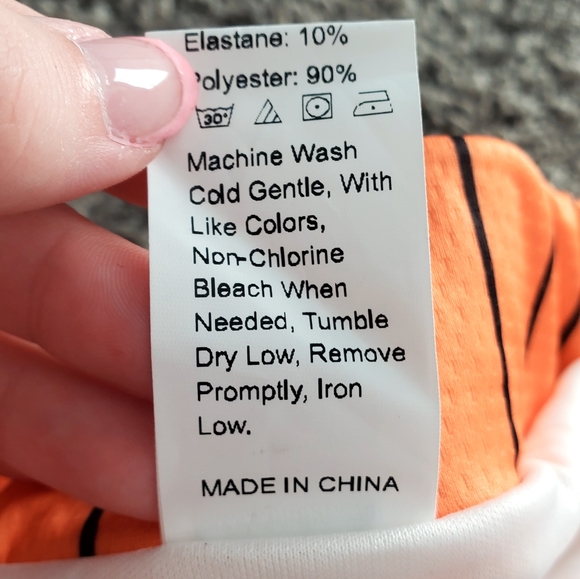 Elastane: 10%
Polyester: 90%
30°
Machine Wash
Cold Gentle, With
Like Colors,
Non-Chlorine
Bleach When
Needed, Tumble
Dry Low, Remove
Promptly, Iron
Low.
MADE IN CHINA